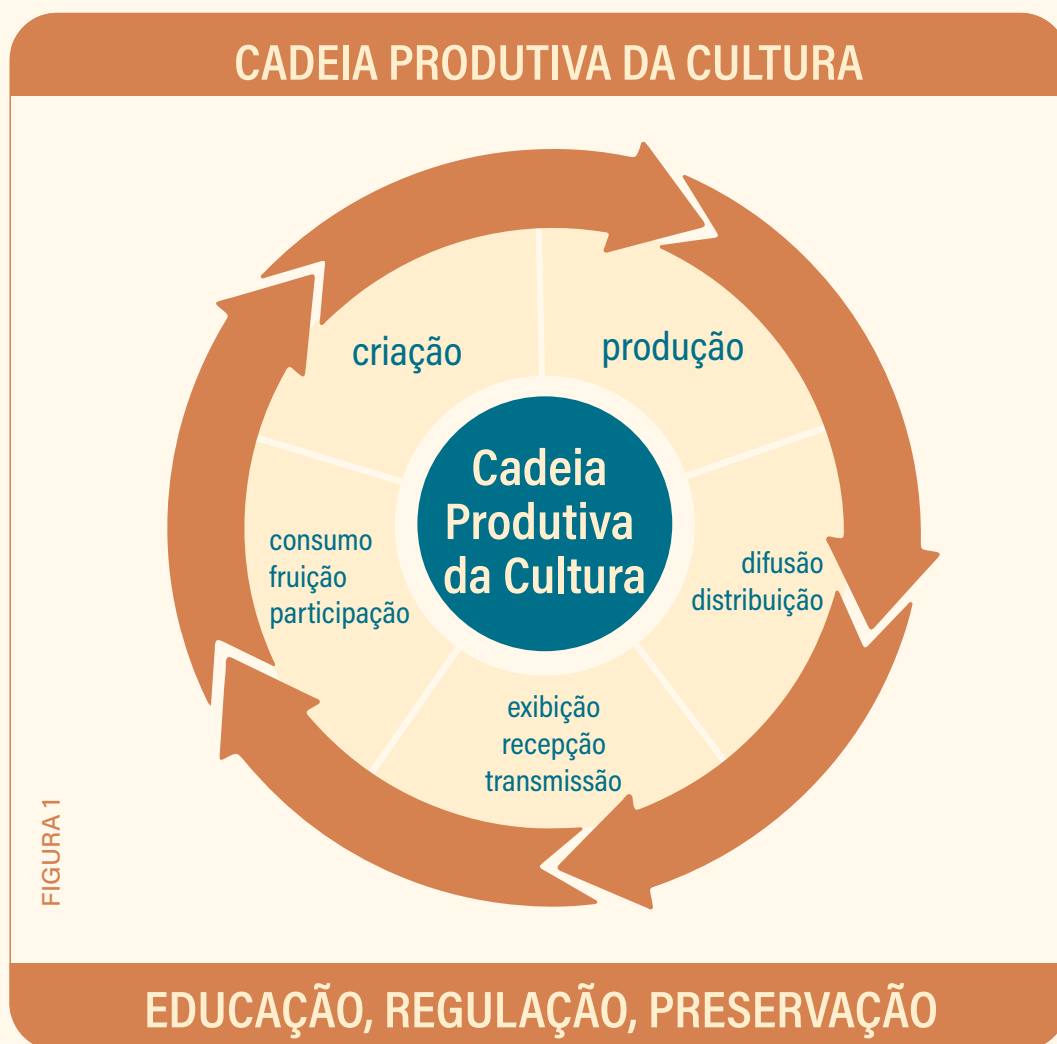 CADEIA PRODUTIVA DA CULTURA
criação
produção
Cadeia
Produtiva
da Cultura
consumo
fruição
participação
difusão
distribuição
exibição
recepção
transmissão
FIGURA 1
EDUCAÇÃO, REGULAÇÃO, PRESERVAÇÃO